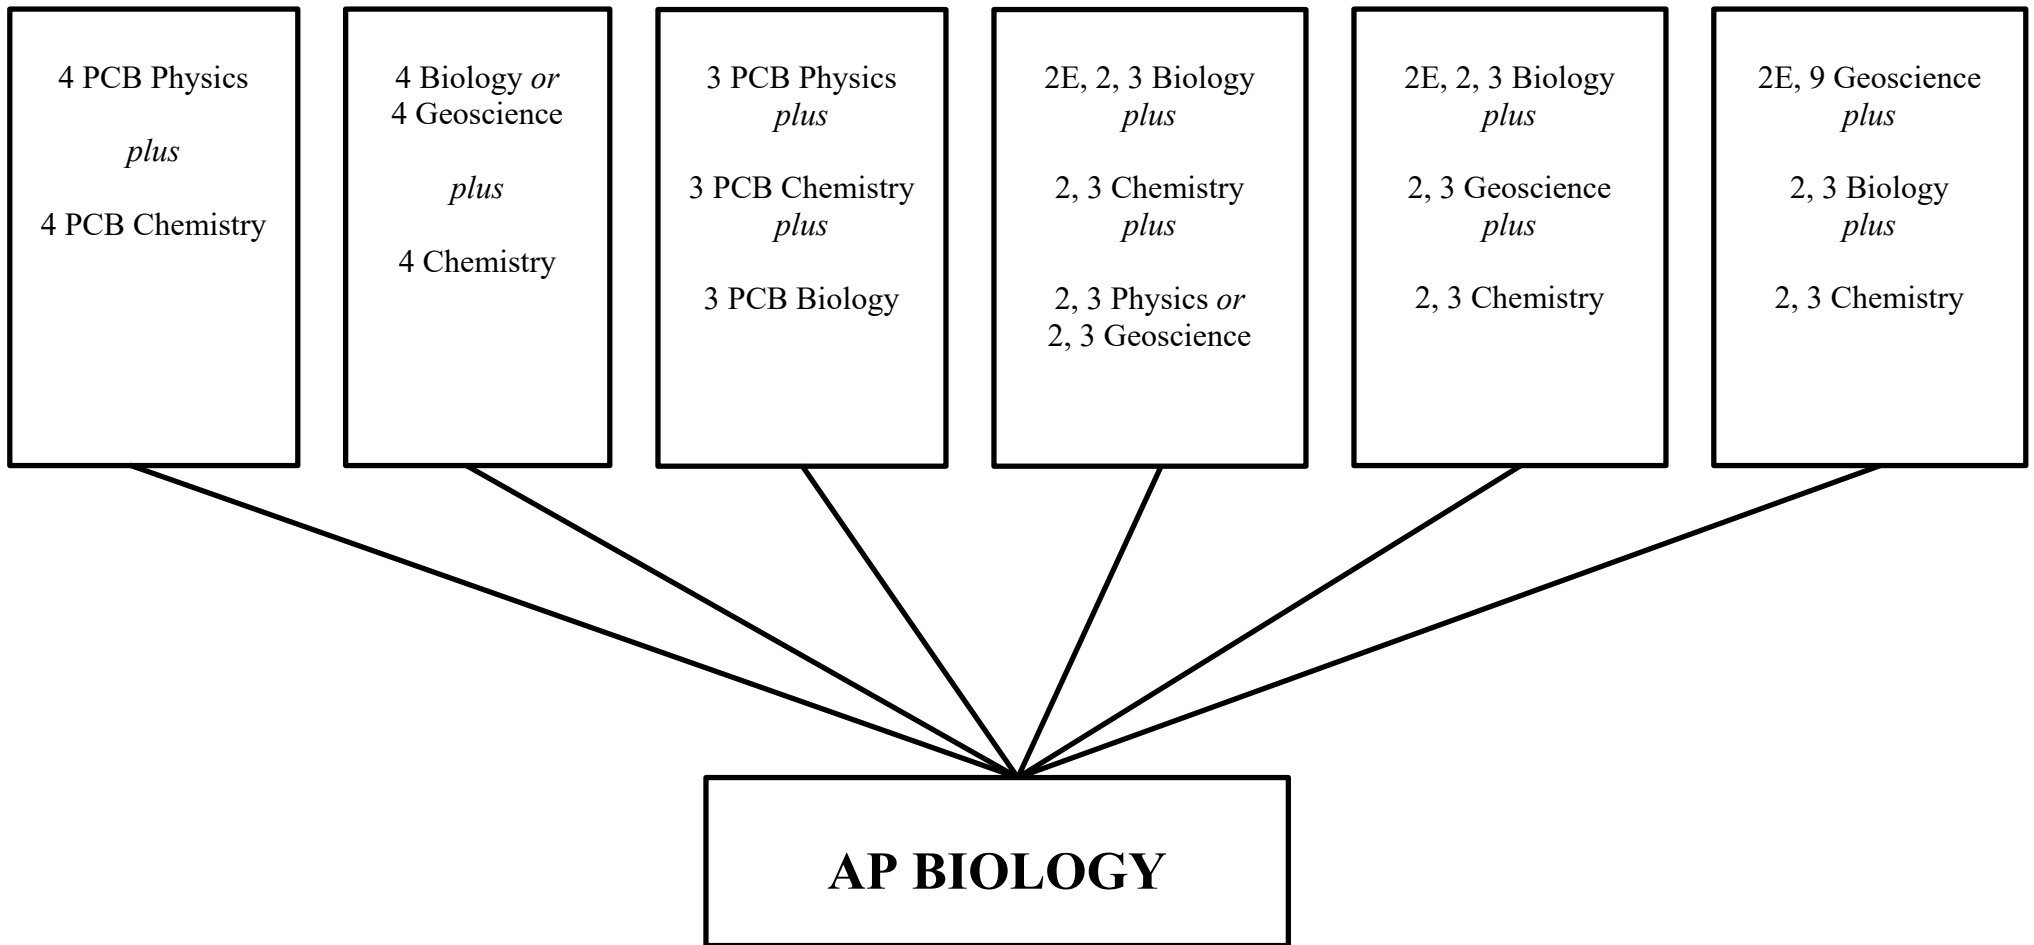 4 PCB Physics
plus
4 PCB Chemistry
4 Biology or
4 Geoscience
plus
4 Chemistry
3 PCB Physics
plus
3 PCB Chemistry
plus
3 PCB Biology
2E, 2, 3 Biology
plus
2, 3 Chemistry
plus
2, 3 Physics or
2, 3 Geoscience
2E, 2, 3 Biology
plus
2, 3 Geoscience
plus
2, 3 Chemistry
2E, 9 Geoscience
plus
2, 3 Biology
plus
2, 3 Chemistry
AP BIOLOGY